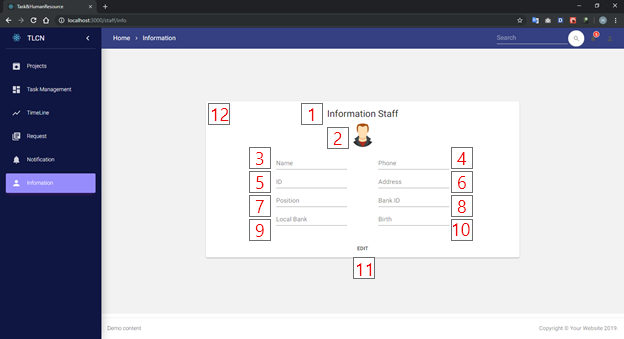 Task&HumanResource
localhost:3000/staff/info
TLCN
Home > Information
Search
1
Projects
Task Management
TimeLine
Request
Notification
Infomation
12
1
Information Staff
2
3 Name Phone 4
5 ID Address 6
7 Position Bank ID 8
9 Local Bank Birth 10
EDIT
11
Demo content
Copyright © Your Website 2019